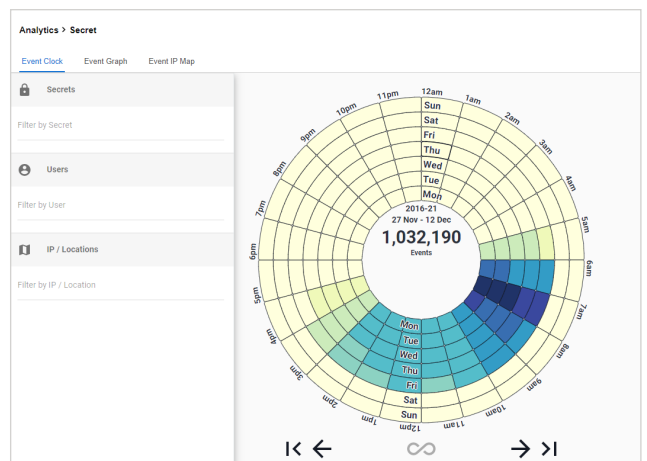 Analytics > Secret
Event Clock Event Graph Event IP Map
Secrets
Filter by Secret
Users
Filter by User
IP / Locations
Filter by IP / Location
12am
1am
2am
3am
4am
5am
6am
7am
8am
9am
10am
11am
12pm
1pm
2pm
3pm
4pm
5pm
6pm
7pm
8pm
9pm
10pm
11pm
Sun
Sat
Fri
Thu
Wed
Tue
Mon
2016-21
27 Nov - 12 Dec
1,032,190
Events
Mon
Tue
Wed
Thu
Fri
Sat
Sun